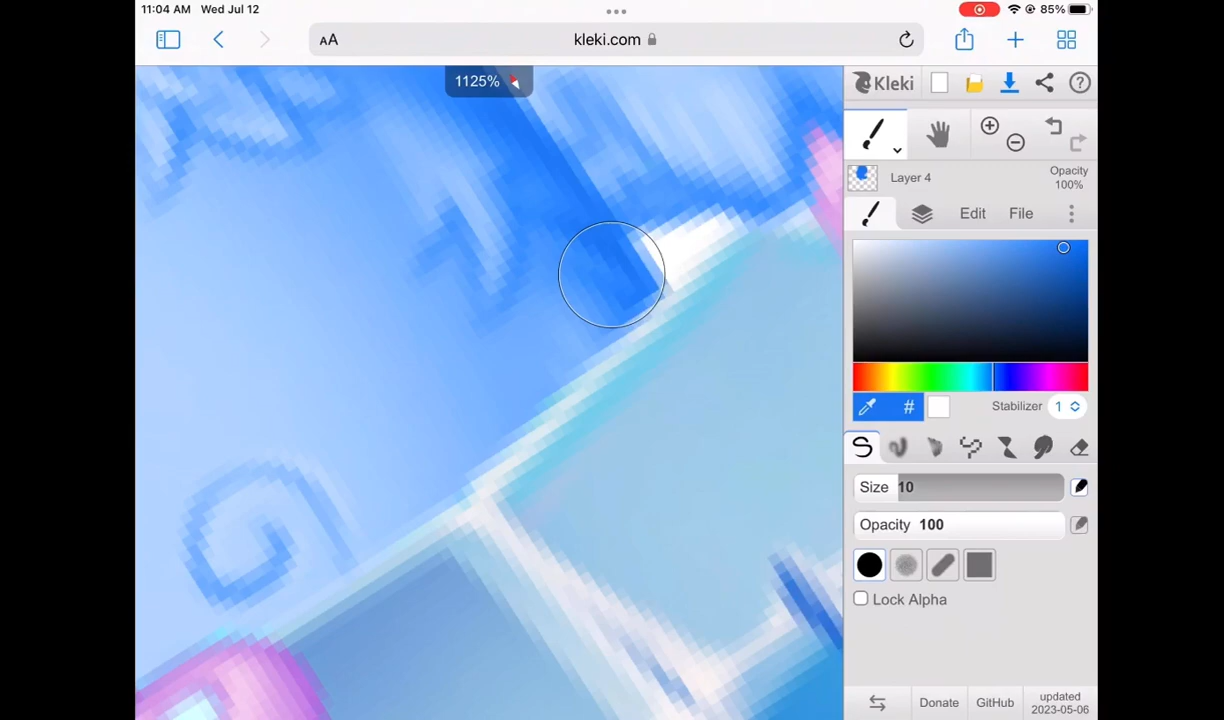 11:04 AM Wed Jul 12
85%
AA
kleki.com
1125%
Kleki
Layer 4
Opacity
100%
Edit
File
#
Stabilizer 1
Size 10
Opacity 100
Lock Alpha
Donate
GitHub
updated
2023-05-06